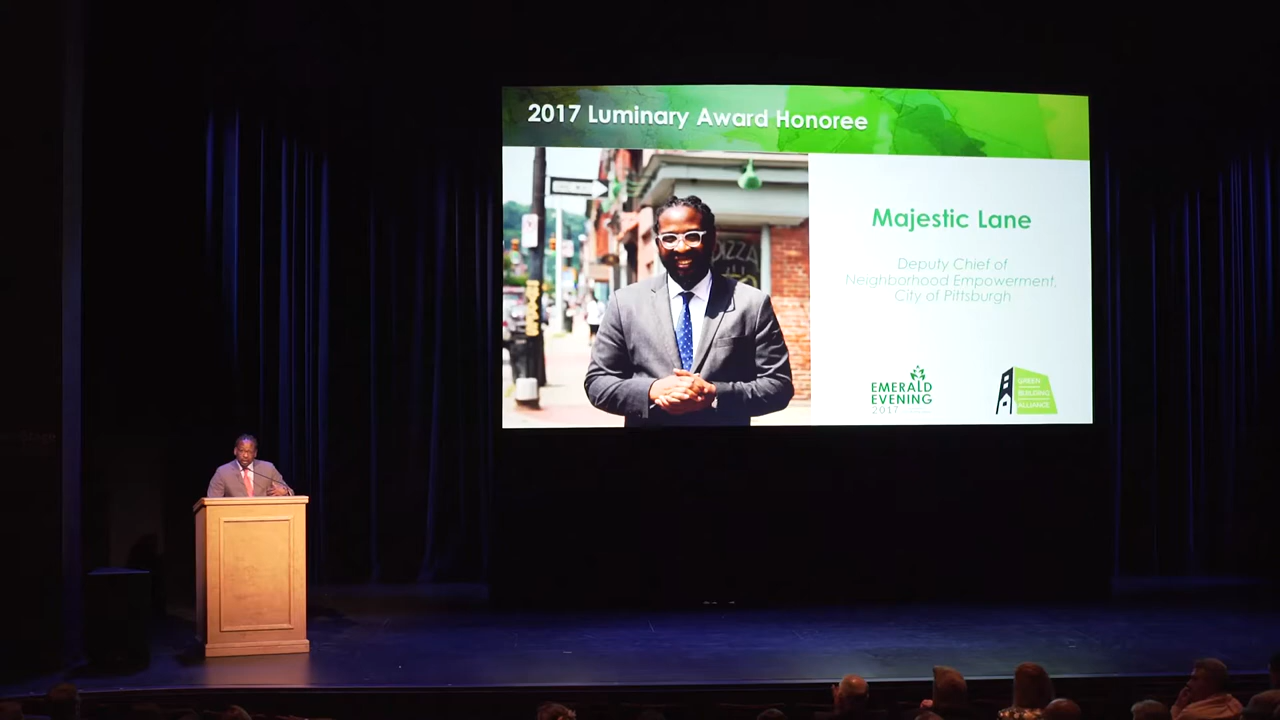 2017 Luminary Award Honoree
PIZZA
Majestic Lane
Deputy Chief of
Neighborhood Empowerment,
City of Pittsburgh
EMERALD
EVENING
2017
GREEN
BUILDING
ALLIANCE